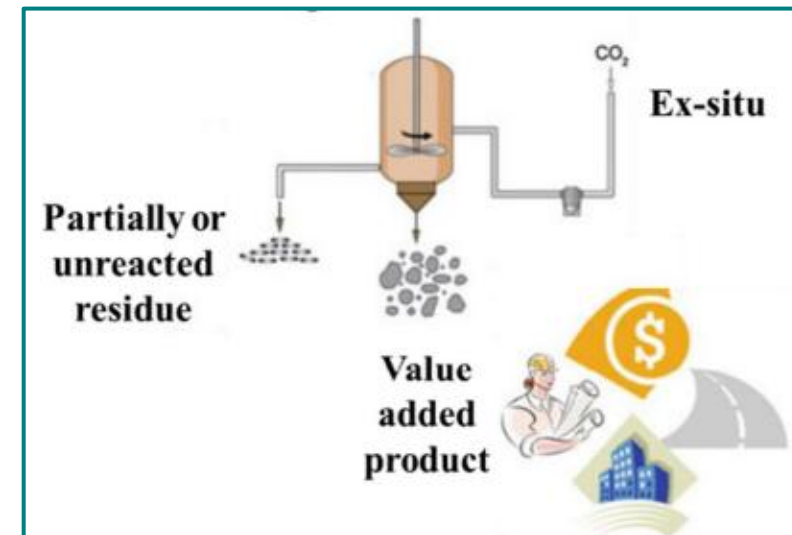 CO₂
Ex-situ
Partially or
unreacted
residue
Value
added
product
$